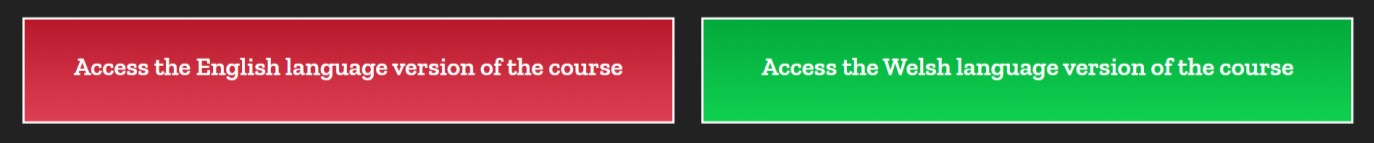 Access the English language version of the course
Access the Welsh language version of the course